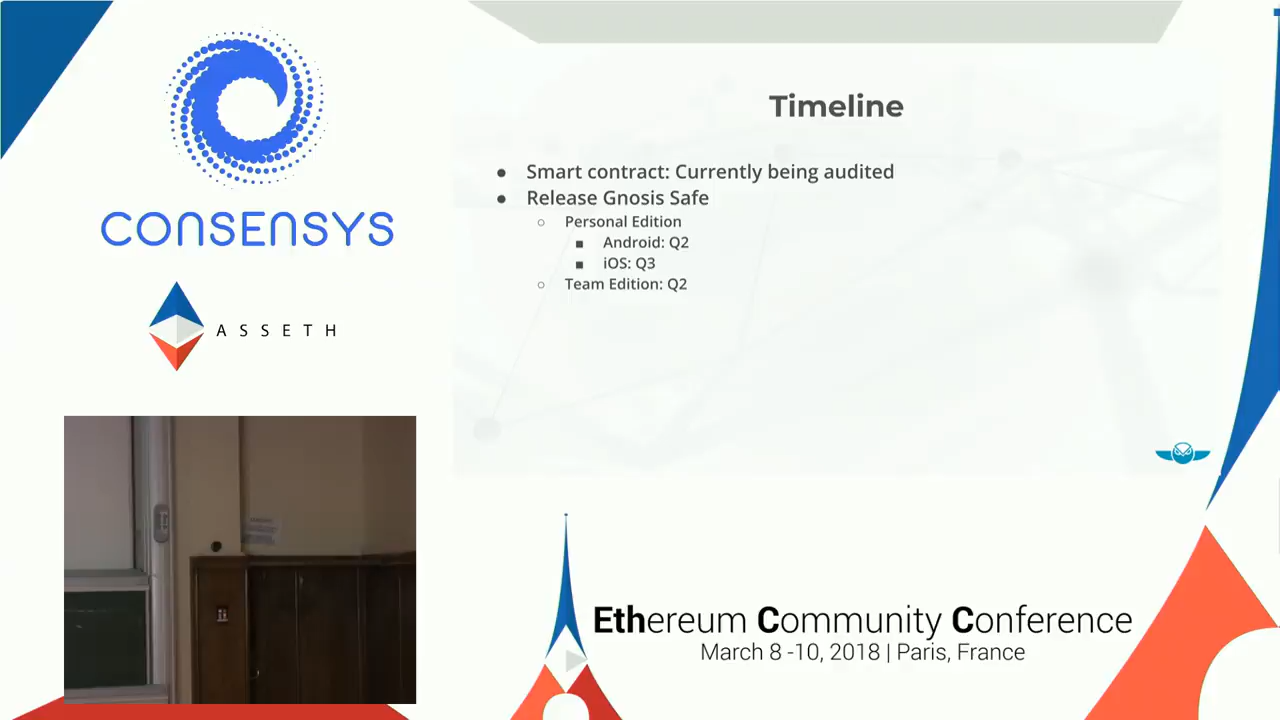 CONSENSYS
ASSETH
Timeline
● Smart contract: Currently being audited
● Release Gnosis Safe
○ Personal Edition
■ Android: Q2
■ iOS: Q3
○ Team Edition: Q2
Ethereum Community Conference
March 8 -10, 2018 | Paris, France